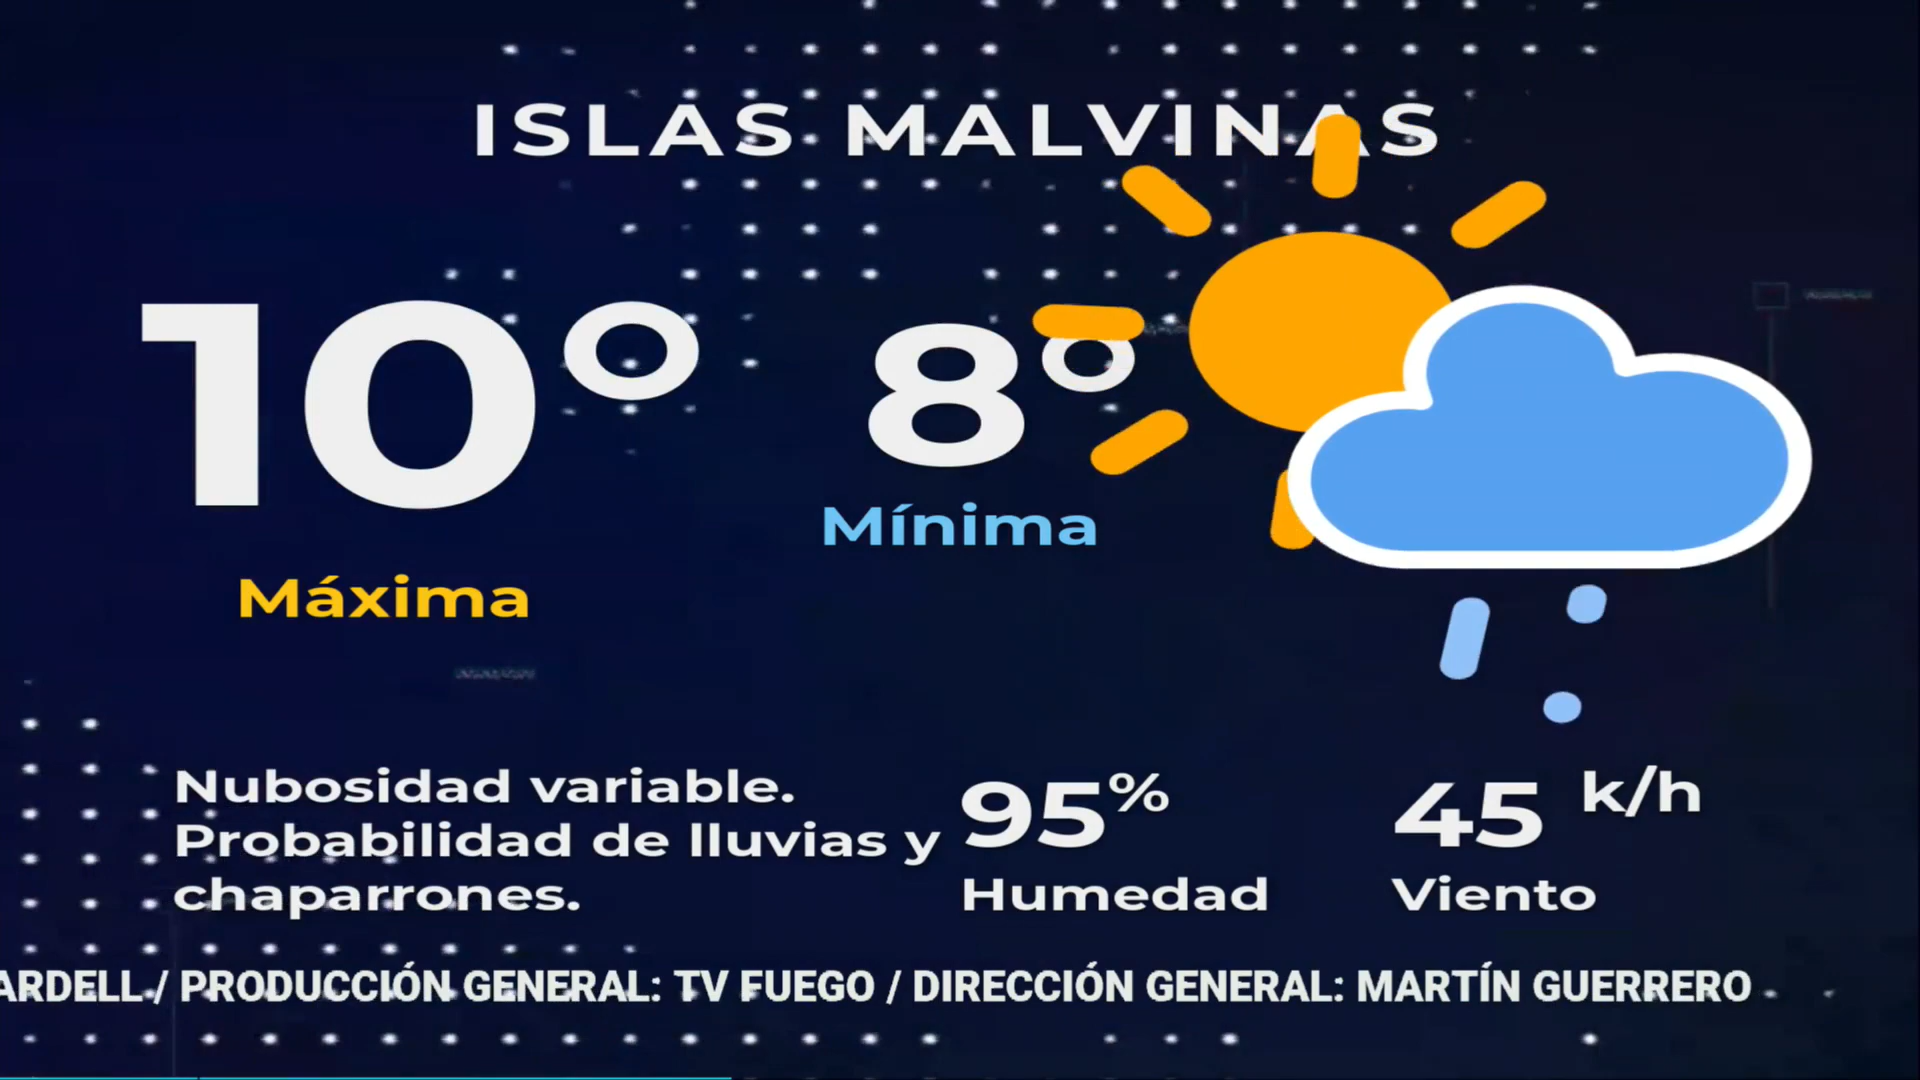 ISLAS MALVINAS
10°
8°
Mínima
Máxima
Nubosidad variable.
Probabilidad de lluvias y
chaparrones.
95%
Humedad
45 k/h
Viento
ARDELL / PRODUCCIÓN GENERAL: TV FUEGO / DIRECCIÓN GENERAL: MARTÍN GUERRERO